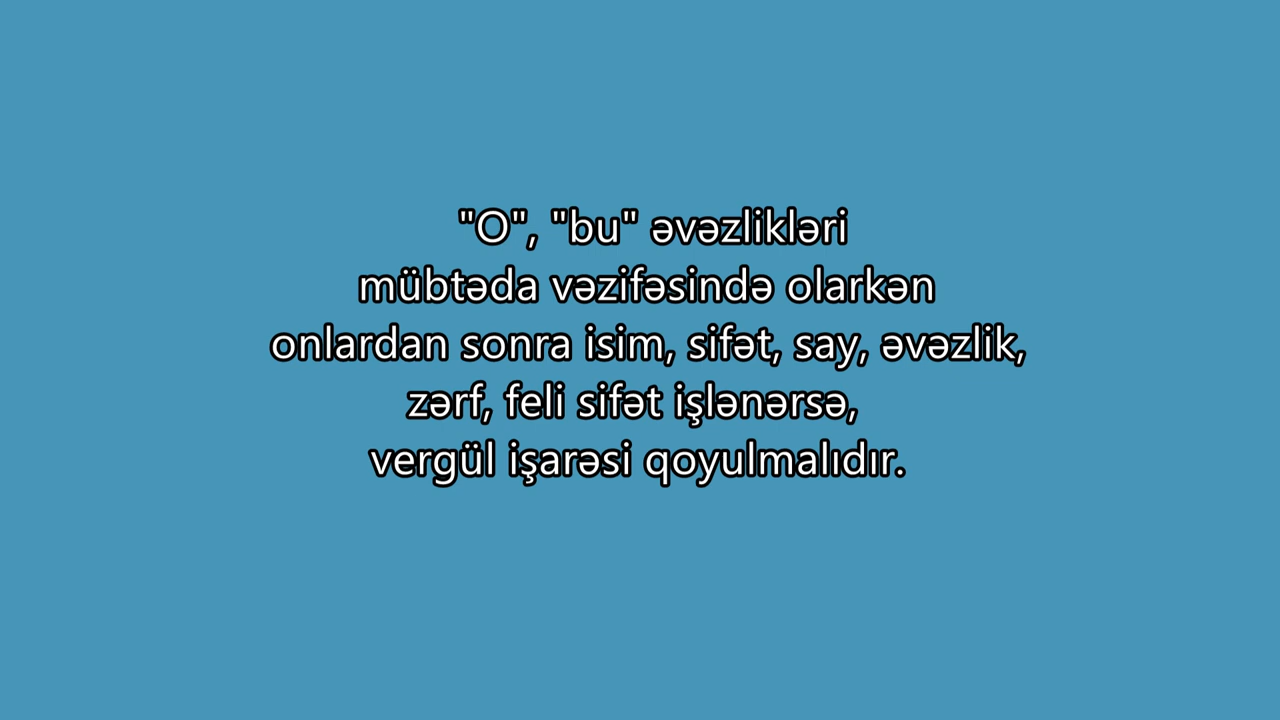 "O", "bu" əvəzlikləri
mübtəda vəzifəsində olarkən
onlardan sonra isim, sifət, say, əvəzlik,
zərf, feli sifət işlənərsə,
vergül işarəsi qoyulmalıdır.